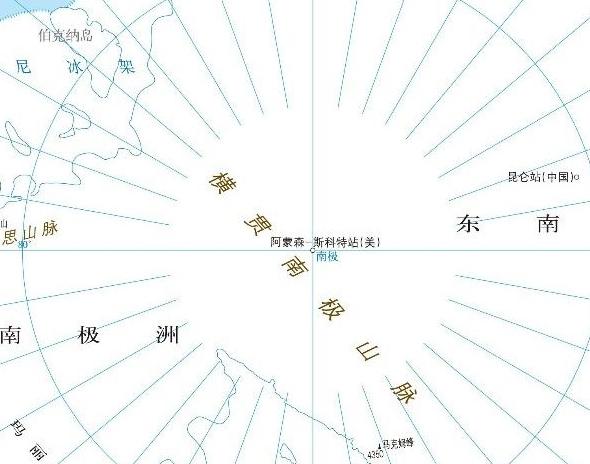 伯克纳岛
尼冰架
昆仑站(中国)
横贯南极山脉
东南
山
思山脉
80°
阿蒙森-斯科特站(美)
南极
南极洲
玛丽
马克姆峰
4350